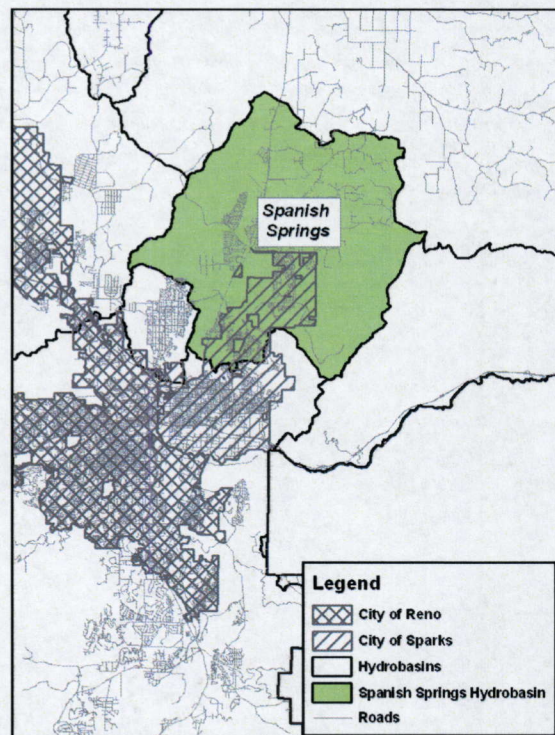 Spanish
Springs
Legend
City of Reno
City of Sparks
Hydrobasins
Spanish Springs Hydrobasin
Roads